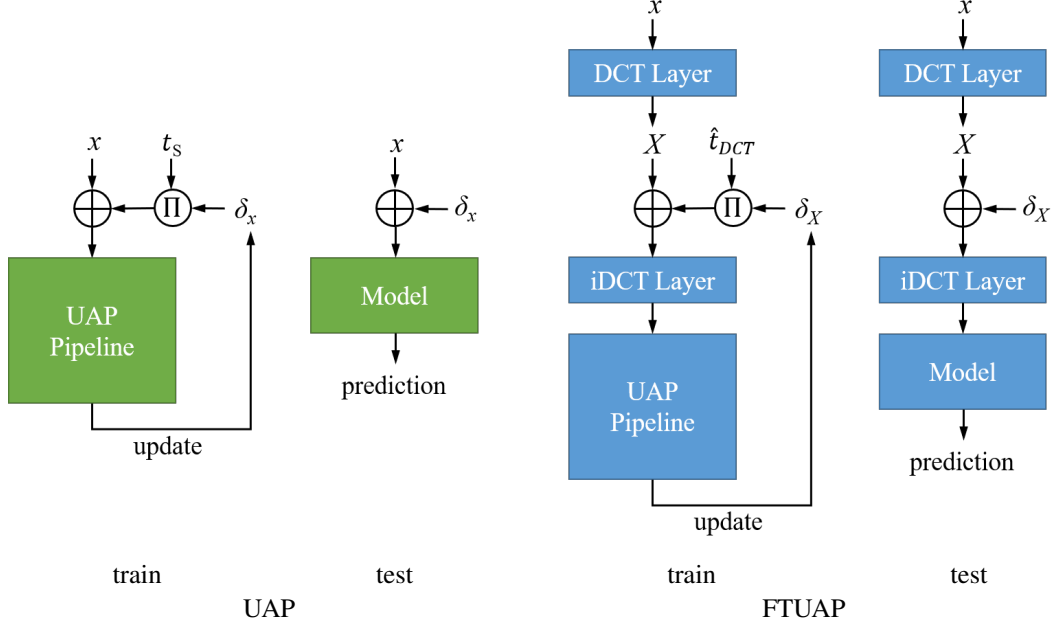 x
t_S
Π
δ_x
UAP
Pipeline
update
x
δ_x
Model
prediction
x
DCT Layer
X
t̂_DCT
Π
δ_X
iDCT Layer
UAP
Pipeline
update
x
DCT Layer
X
δ_X
iDCT Layer
Model
prediction
train
test
train
test
UAP
FTUAP